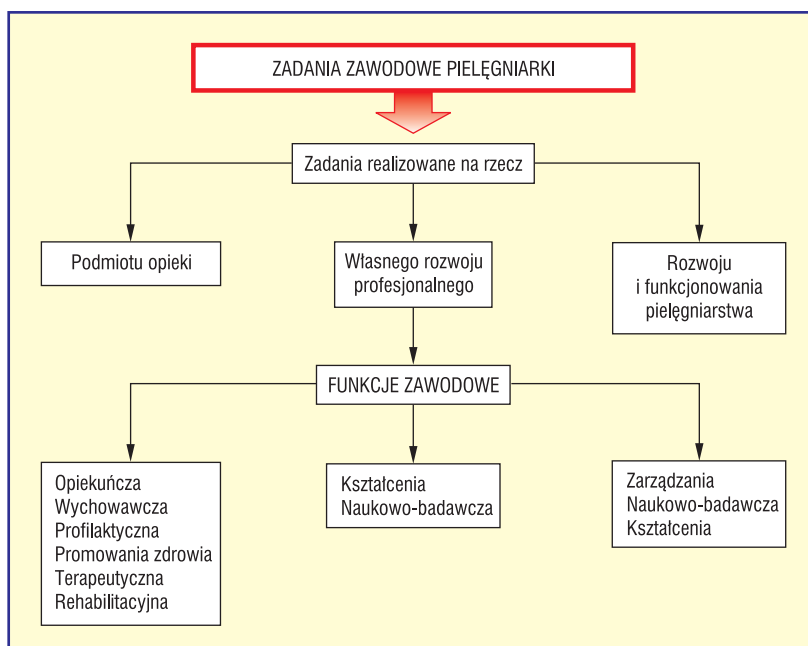 ZADANIA ZAWODOWE PIELĘGNIARKI
Zadania realizowane na rzecz
Podmiotu opieki
Własnego rozwoju
profesjonalnego
Rozwoju
i funkcjonowania
pielęgniarstwa
FUNKCJE ZAWODOWE
Opiekuńcza
Wychowawcza
Profilaktyczna
Promowania zdrowia
Terapeutyczna
Rehabilitacyjna
Kształcenia
Naukowo-badawcza
Zarządzania
Naukowo-badawcza
Kształcenia